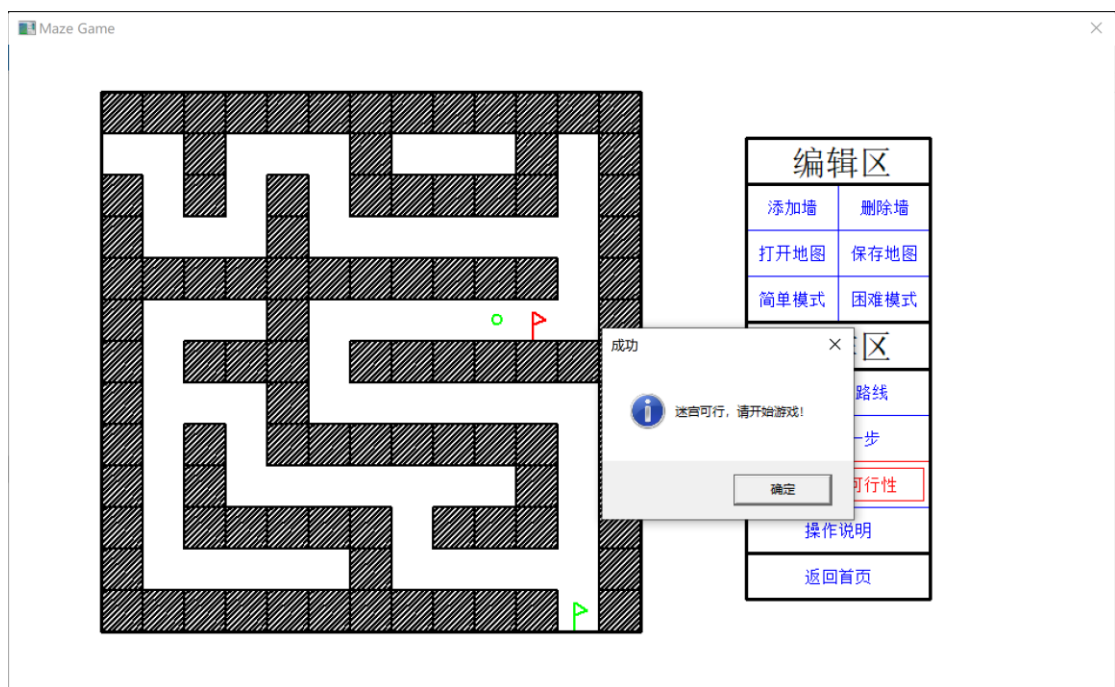 Maze Game
编辑区
添加墙 删除墙
打开地图 保存地图
简单模式 困难模式
区
路线
一步
可行性
操作说明
返回首页
成功
迷宫可行，请开始游戏!
确定